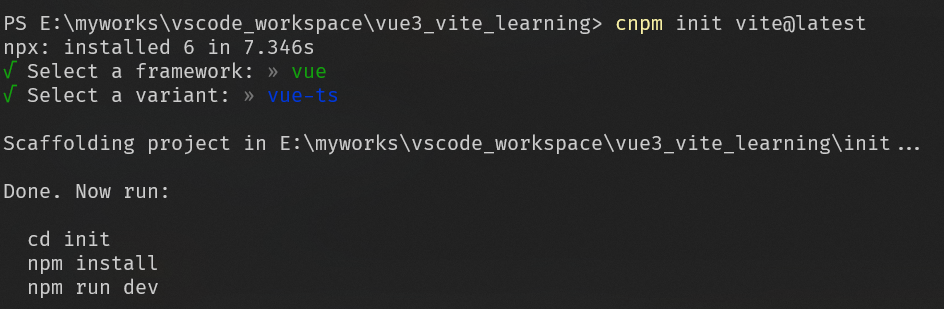 PS E:\myworks\vscode_workspace\vue3_vite_learning> cnpm init vite@latest
npx: installed 6 in 7.346s
√ Select a framework: » vue
√ Select a variant: » vue-ts
Scaffolding project in E:\myworks\vscode_workspace\vue3_vite_learning\init...
Done. Now run:
cd init
npm install
npm run dev